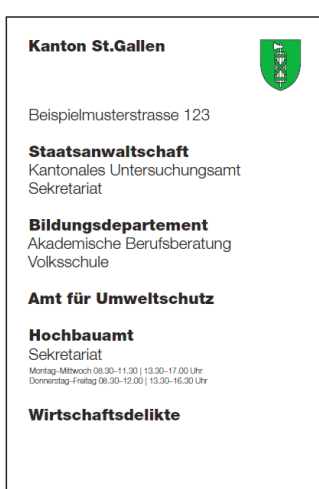 Kanton St.Gallen
Beispielmusterstrasse 123
Staatsanwaltschaft
Kantonales Untersuchungsamt
Sekretariat
Bildungsdepartement
Akademische Berufsberatung
Volksschule
Amt für Umweltschutz
Hochbauamt
Sekretariat
Montag–Mittwoch 08.30–11.30 | 13.30–17.00 Uhr
Donnerstag–Freitag 08.30–12.00 | 13.30–16.30 Uhr
Wirtschaftsdelikte